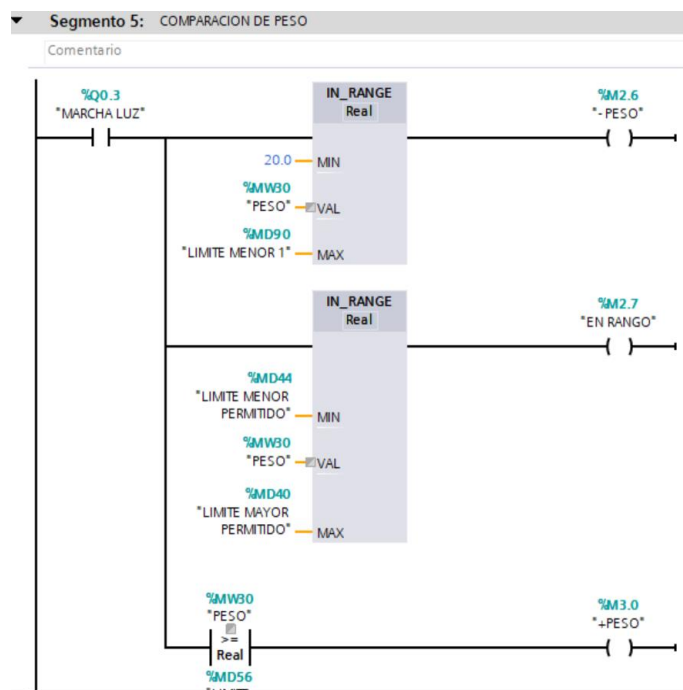 Segmento 5: COMPARACION DE PESO
Comentario
%Q0.3
"MARCHA LUZ"
IN_RANGE
Real
%M2.6
"- PESO"
20.0
MIN
%MW30
"PESO"
VAL
%MD90
"LIMITE MENOR 1"
MAX
IN_RANGE
Real
%M2.7
"EN RANGO"
%MD44
"LIMITE MENOR
PERMITIDO"
MIN
%MW30
"PESO"
VAL
%MD40
"LIMITE MAYOR
PERMITIDO"
MAX
%MW30
"PESO"
>=
Real
%M3.0
"+PESO"
%MD56